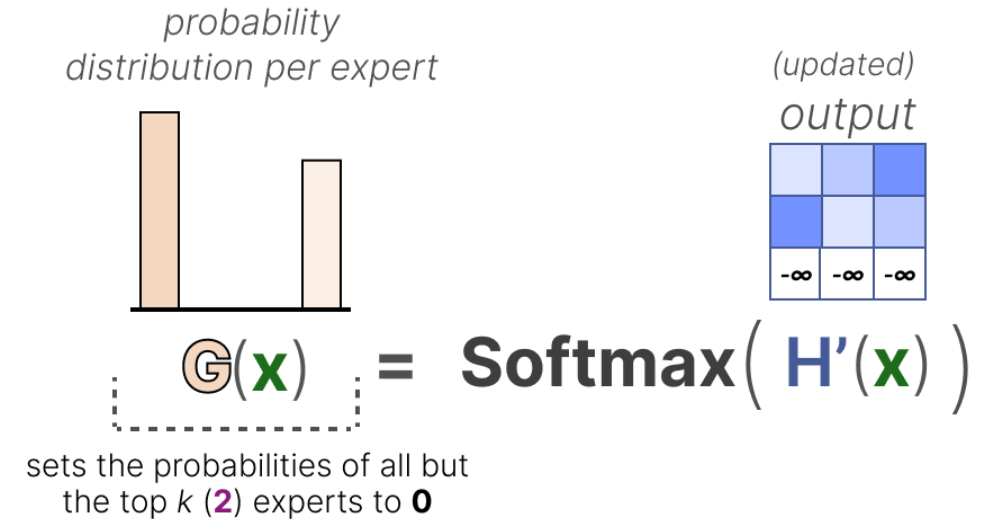 probability
distribution per expert
(updated)
output
-∞ -∞ -∞
G(x) = Softmax( H’(x) )
sets the probabilities of all but
the top k (2) experts to 0